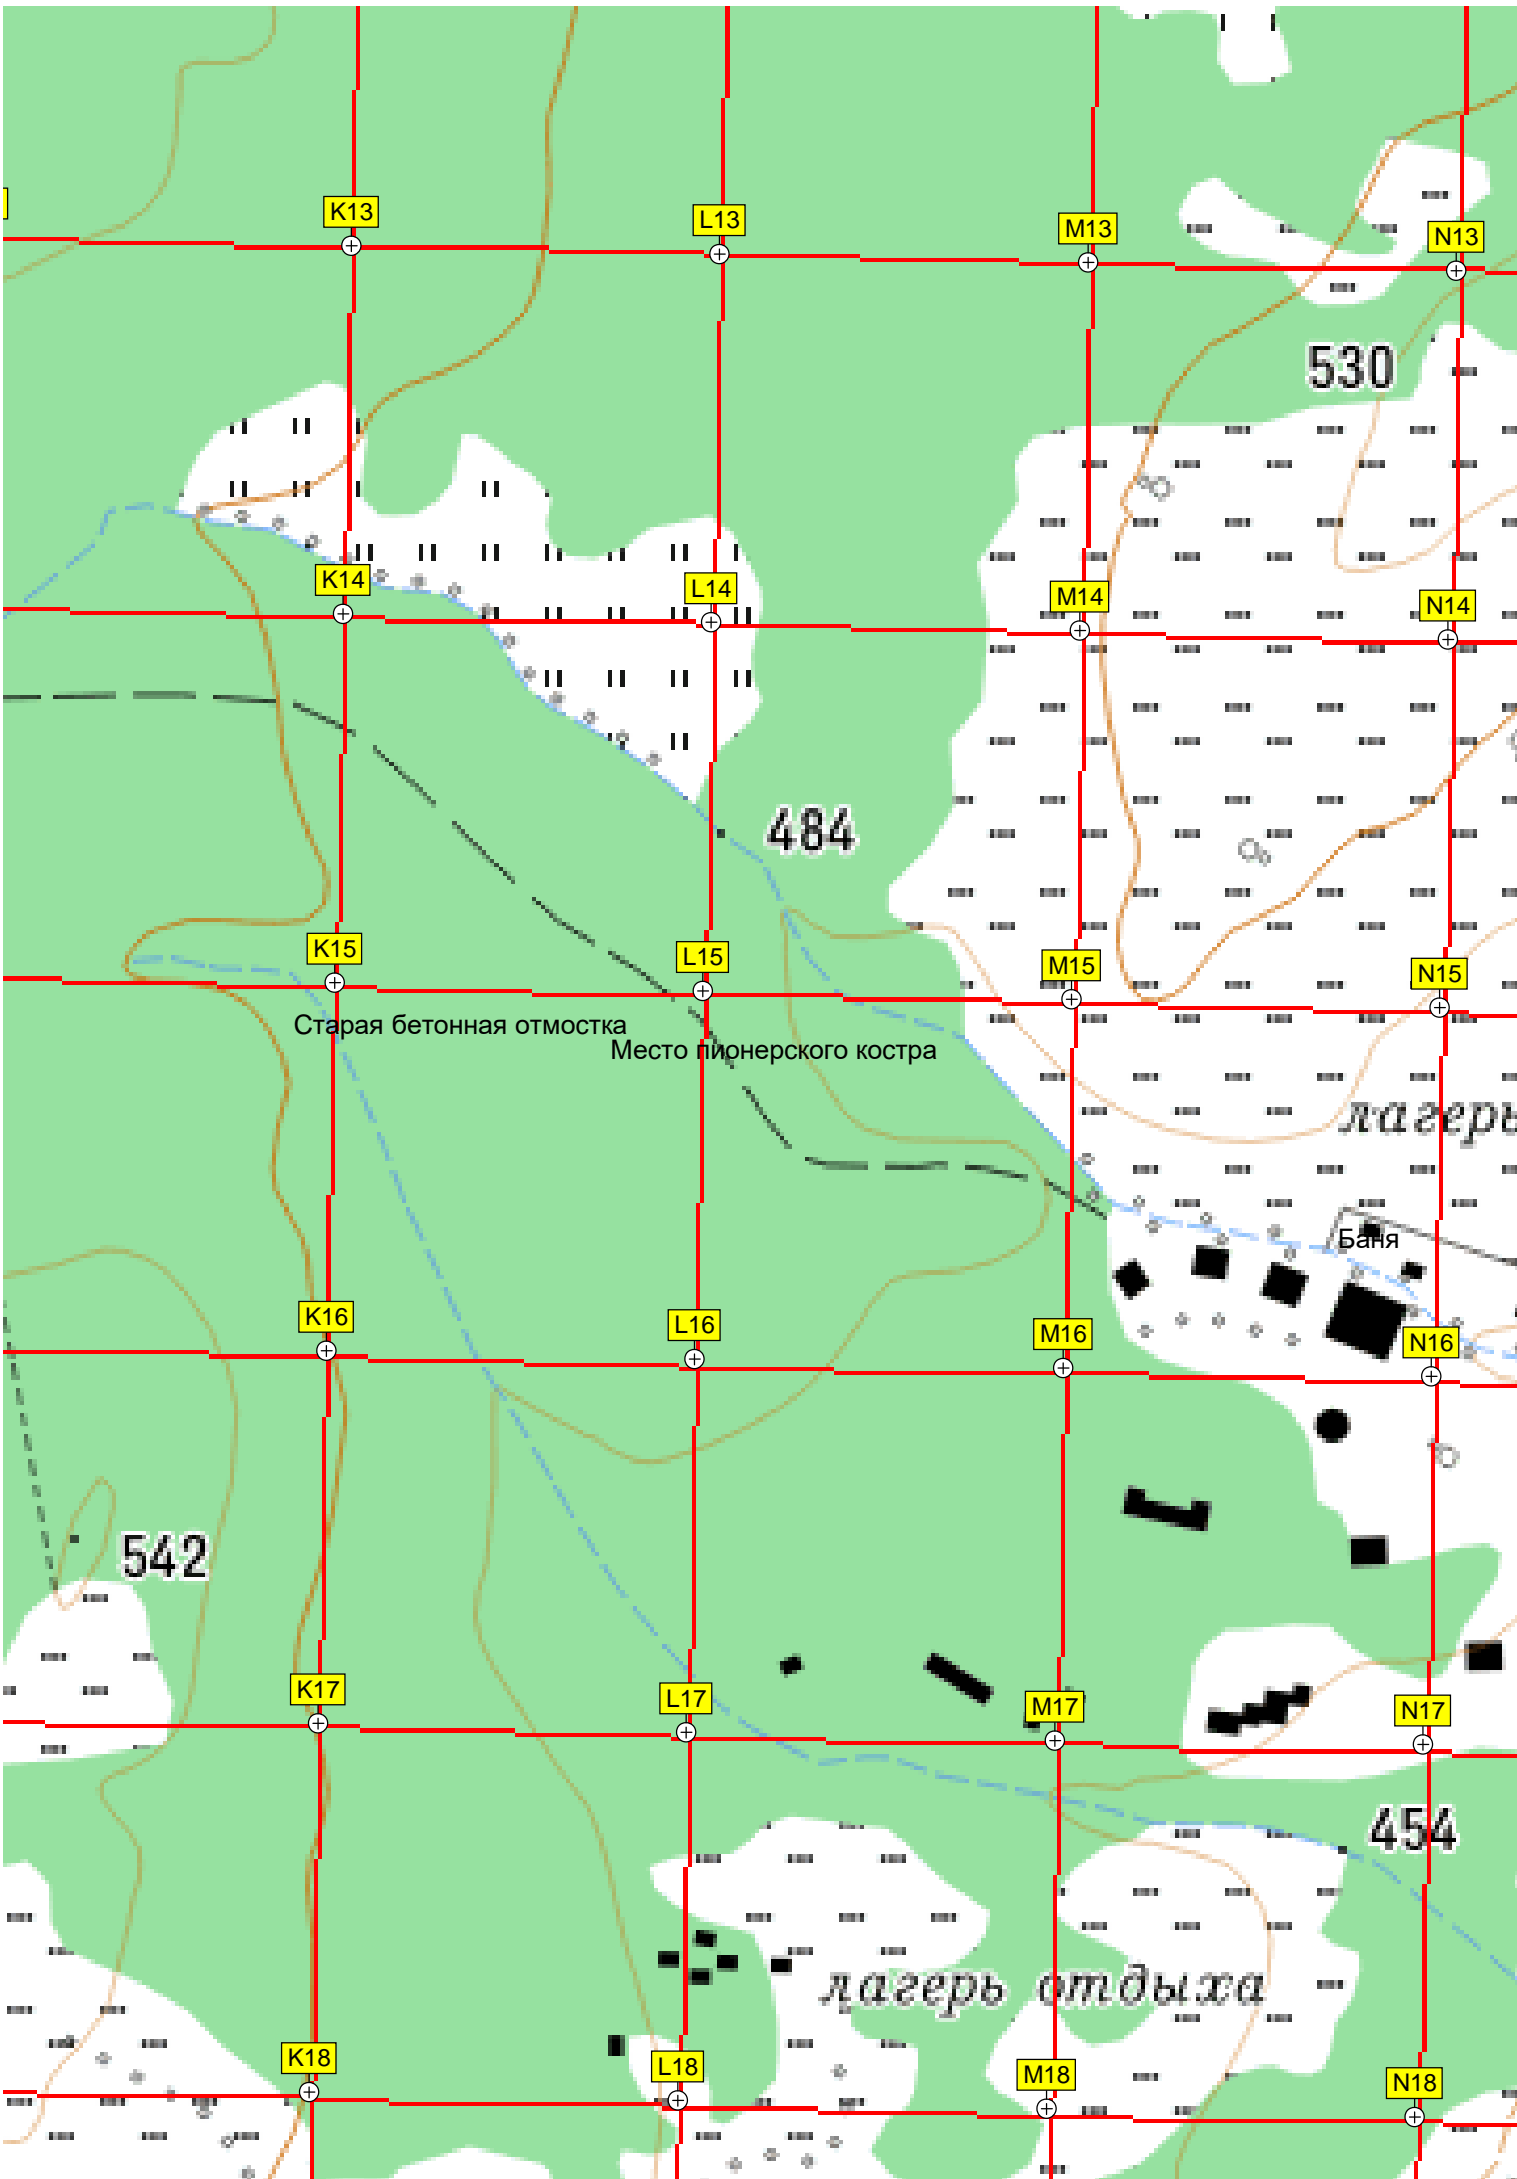 K13
L13
M13
N13
530
K14
L14
M14
N14
484
K15
L15
M15
N15
Старая бетонная отмостка
Место пионерского костра
лагерь
Баня
K16
L16
M16
N16
542
K17
L17
M17
N17
454
лагерь отдыха
K18
L18
M18
N18